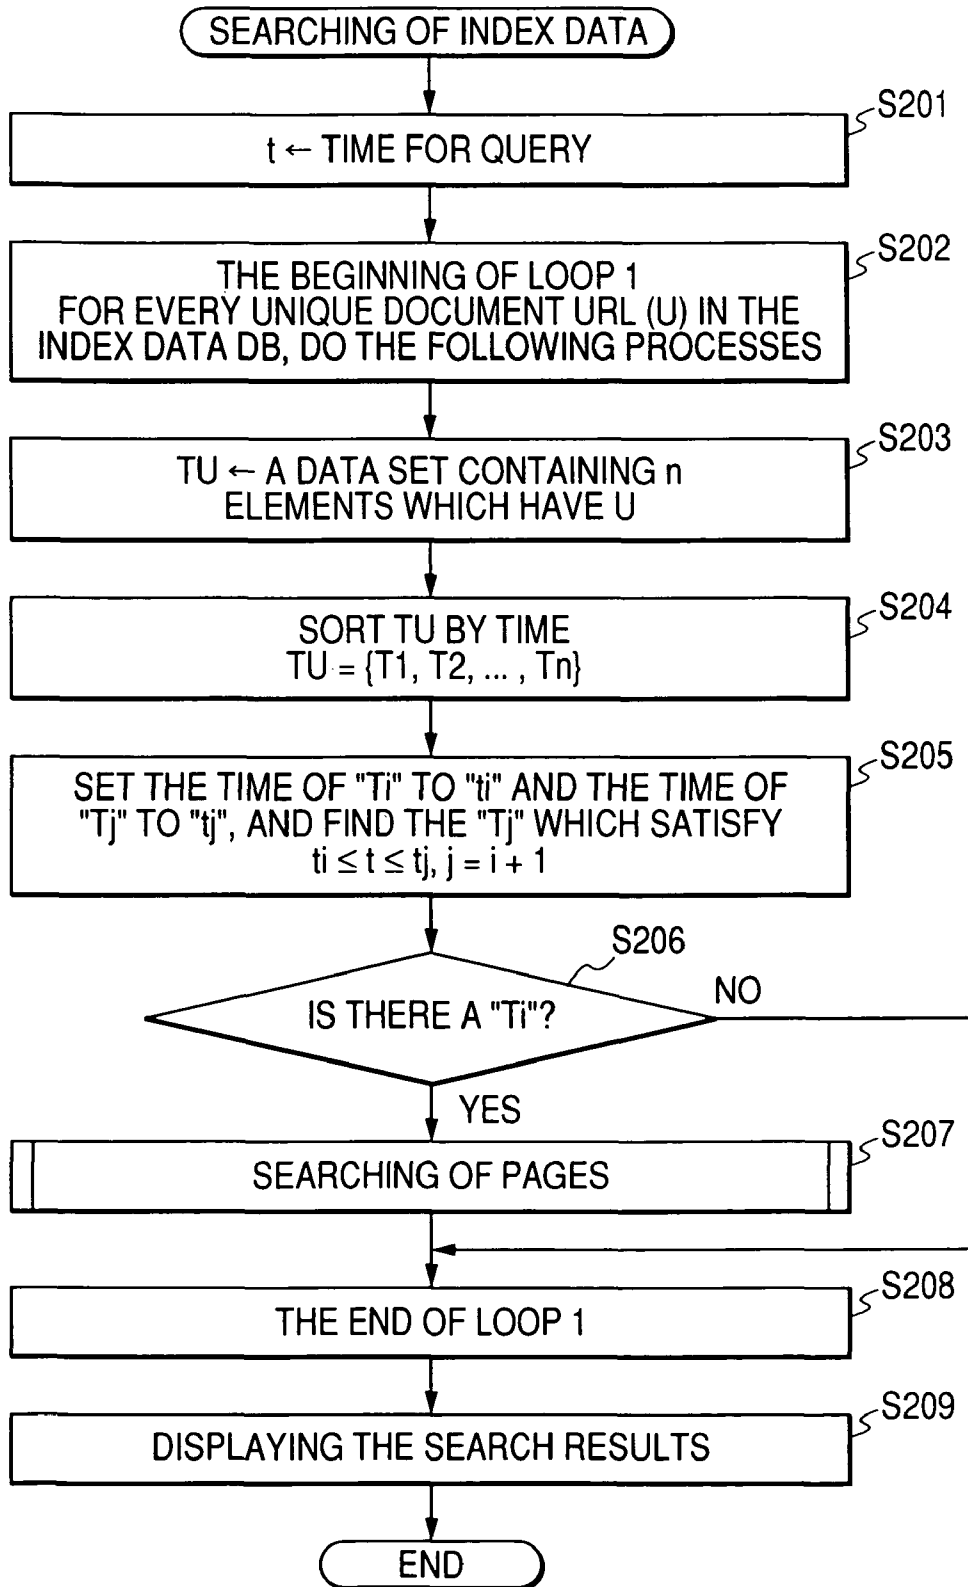 SEARCHING OF INDEX DATA
S201
t ← TIME FOR QUERY
S202
THE BEGINNING OF LOOP 1
FOR EVERY UNIQUE DOCUMENT URL (U) IN THE
INDEX DATA DB, DO THE FOLLOWING PROCESSES
S203
TU ← A DATA SET CONTAINING n
ELEMENTS WHICH HAVE U
S204
SORT TU BY TIME
TU = {T1, T2, ... , Tn}
S205
SET THE TIME OF "Ti" TO "ti" AND THE TIME OF
"Tj" TO "tj", AND FIND THE "Tj" WHICH SATISFY
ti ≤ t ≤ tj, j = i + 1
S206
IS THERE A "Ti"?
NO
YES
S207
SEARCHING OF PAGES
S208
THE END OF LOOP 1
S209
DISPLAYING THE SEARCH RESULTS
END